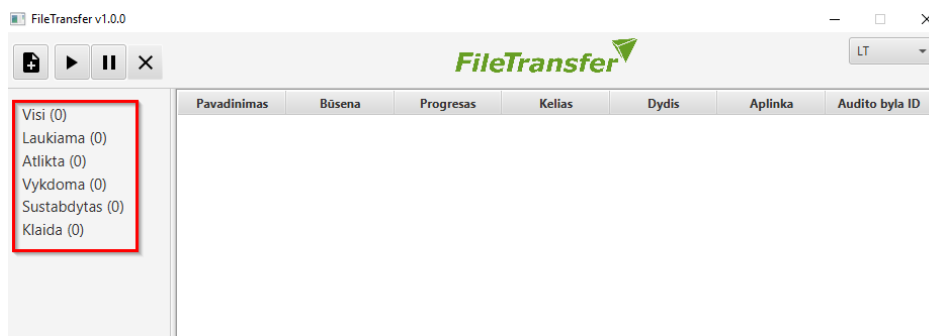 FileTransfer v1.0.0
FileTransfer
LT
Visi (0)
Laukiama (0)
Atlikta (0)
Vykdoma (0)
Sustabdytas (0)
Klaida (0)
Pavadinimas Būsena Progresas Kelias Dydis Aplinka Audito byla ID